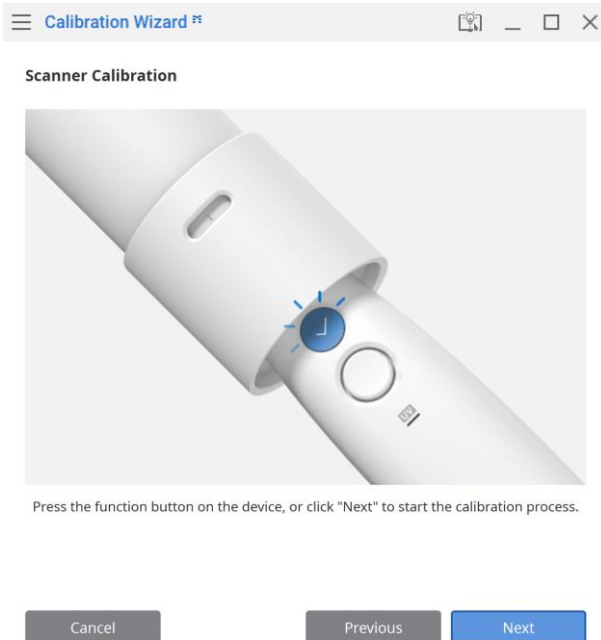 Calibration Wizard
Scanner Calibration
UV
Press the function button on the device, or click "Next" to start the calibration process.
Cancel
Previous
Next